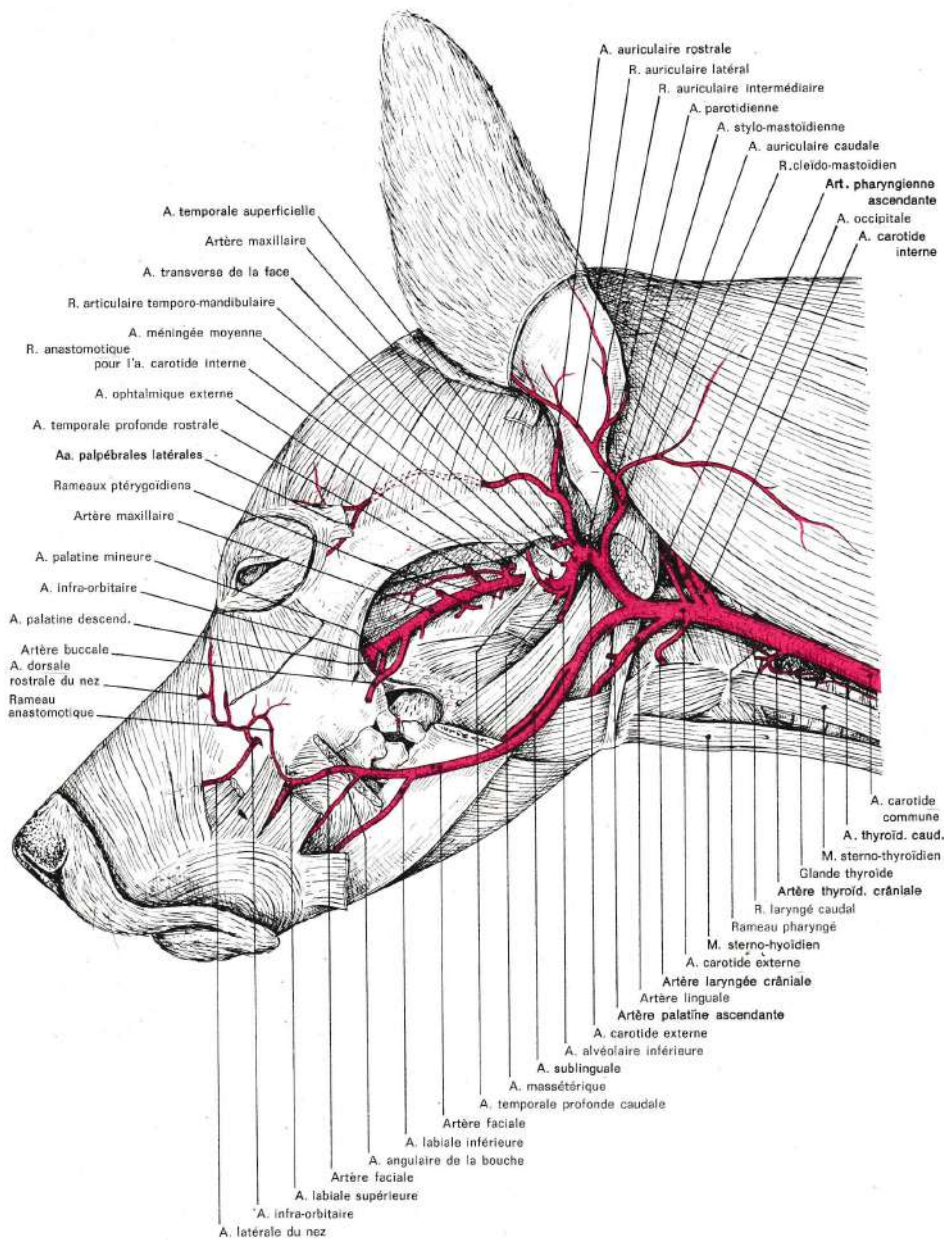 A. auriculaire rostrale
R. auriculaire latéral
R. auriculaire intermédiaire
A. parotidienne
A. stylo-mastoïdienne
A. auriculaire caudale
R.cleïdo-mastoïdien
Art. pharyngienne
ascendante
A. occipitale
A. carotide
interne
A. temporale superficielle
Artère maxillaire
A. transverse de la face
R. articulaire temporo-mandibulaire
A. méningée moyenne
R. anastomotique
pour l'a. carotide interne
A. ophtalmique externe
A. temporale profonde rostrale
Aa. palpébrales latérales
Rameaux ptérygoïdiens
Artère maxillaire
A. palatine mineure
A. infra-orbitaire
A. palatine descend.
Artère buccale
A. dorsale
rostrale du nez
Rameau
anastomotique
A. carotide
commune
A. thyroïd. caud.
M. sterno-thyroïdien
Glande thyroïde
Artère thyroïd. crâniale
R. laryngé caudal
Rameau pharyngé
M. sterno-hyoïdien
A. carotide externe
Artère laryngée crâniale
Artère linguale
Artère palatine ascendante
A. carotide externe
A. alvéolaire inférieure
A. sublinguale
A. massétérique
A. temporale profonde caudale
Artère faciale
A. labiale inférieure
A. angulaire de la bouche
Artère faciale
A. labiale supérieure
A. infra-orbitaire
A. latérale du nez